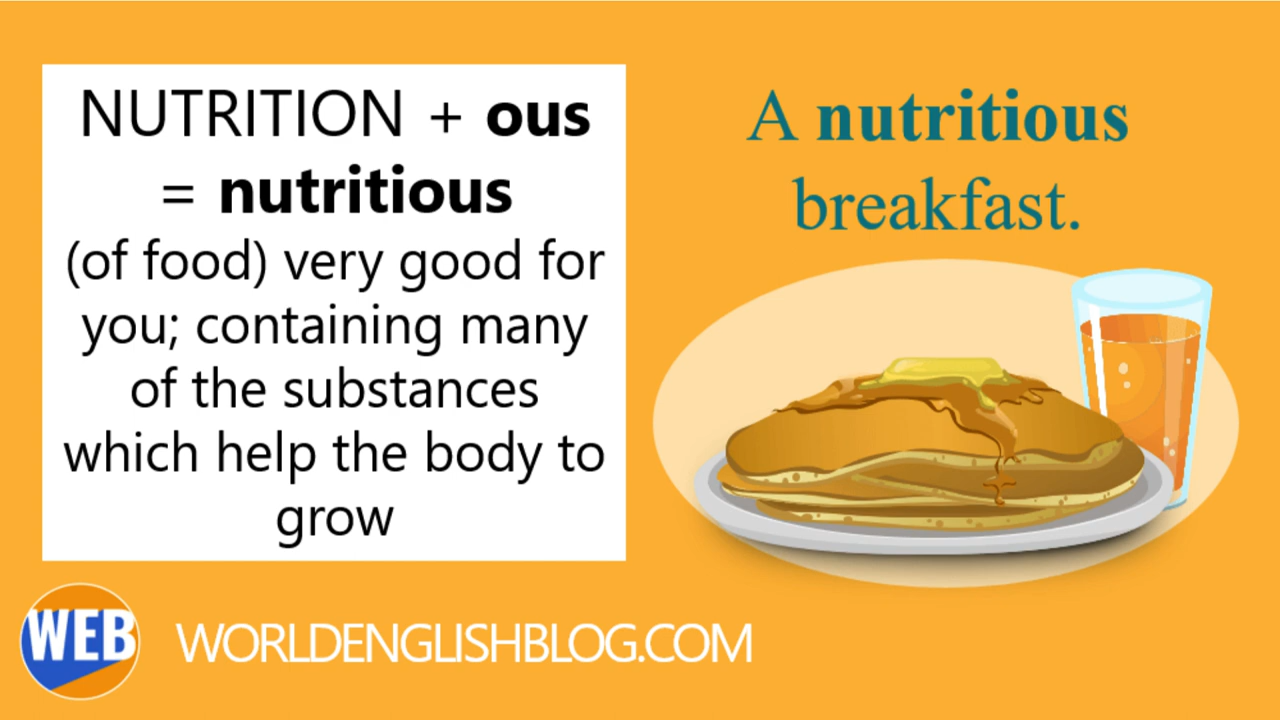 NUTRITION + ous
= nutritious
(of food) very good for
you; containing many
of the substances
which help the body to
grow
A nutritious
breakfast.
WEB
WORLDENGLISHBLOG.COM